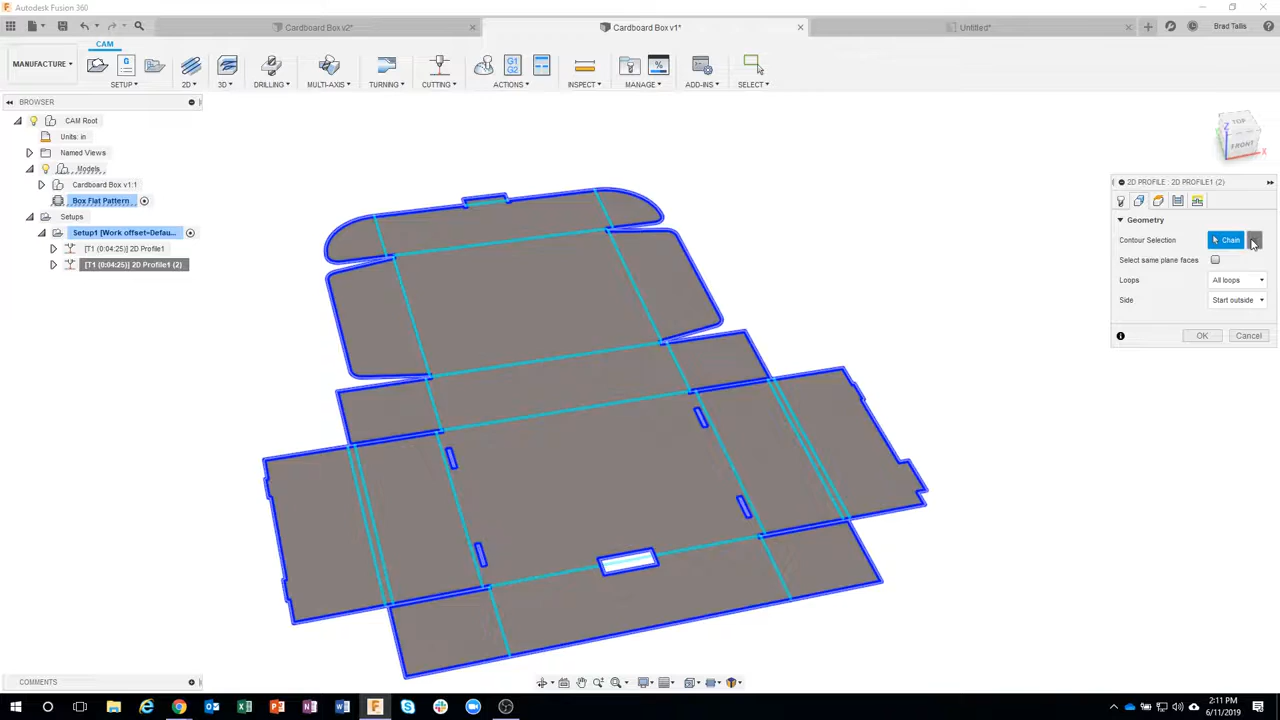 Autodesk Fusion 360
Cardboard Box v2*
Cardboard Box v1*
Untitled*
Brad Tallis
CAM
MANUFACTURE
G
G1
G2
%
SETUP
2D
3D
DRILLING
MULTI-AXIS
TURNING
CUTTING
ACTIONS
INSPECT
MANAGE
ADD-INS
SELECT
BROWSER
CAM Root
Units: in
Named Views
Models
Cardboard Box v1:1
Box Flat Pattern
Setups
Setup1 [Work offset=Defau...
[T1 (0:04:25)] 2D Profile1
[T1 (0:04:25)] 2D Profile1 (2)
TOP
FRONT
Z
X
2D PROFILE : 2D PROFILE1 (2)
Geometry
Contour Selection
Chain
Select same plane faces
Loops
All loops
Side
Start outside
OK
Cancel
COMMENTS
2:11 PM
6/11/2019